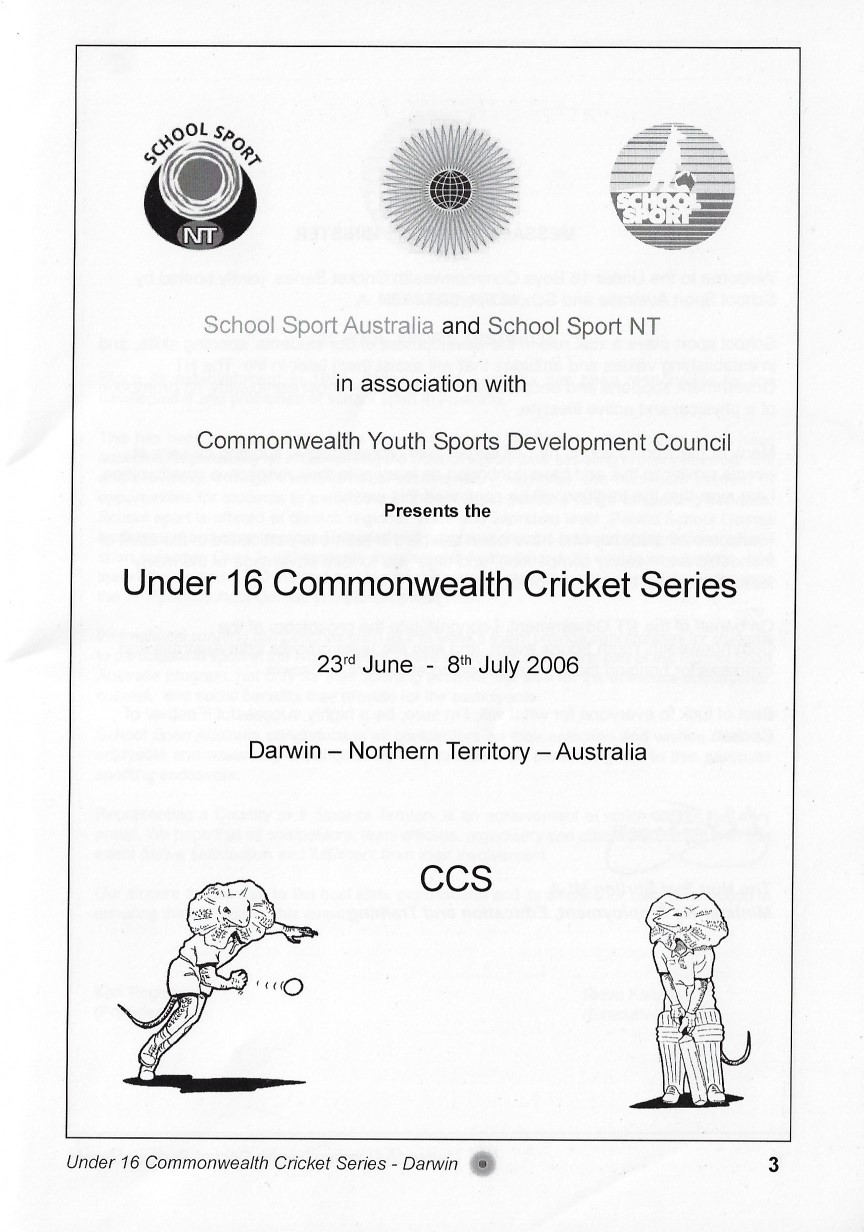 SCHOOL SPORT
NT
SCHOOL
SPORT
School Sport Australia and School Sport NT
in association with
Commonwealth Youth Sports Development Council
Presents the
Under 16 Commonwealth Cricket Series
23rd June - 8th July 2006
Darwin – Northern Territory – Australia
CCS
Under 16 Commonwealth Cricket Series - Darwin
3